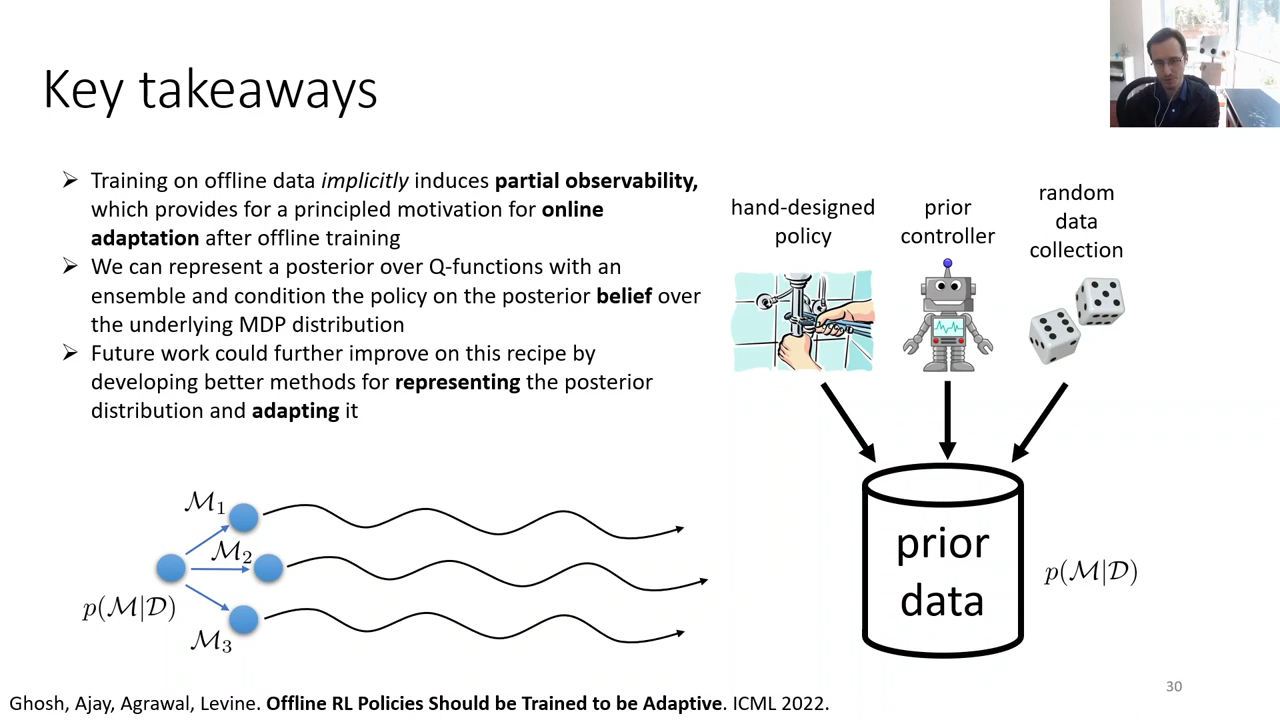 Key takeaways
➢ Training on offline data implicitly induces partial observability,
which provides for a principled motivation for online
adaptation after offline training
➢ We can represent a posterior over Q-functions with an
ensemble and condition the policy on the posterior belief over
the underlying MDP distribution
➢ Future work could further improve on this recipe by
developing better methods for representing the posterior
distribution and adapting it
hand-designed
policy
prior
controller
random
data
collection
prior
data
p(ℳ|𝒟)
ℳ₁
ℳ₂
p(ℳ|𝒟)
ℳ₃
30
Ghosh, Ajay, Agrawal, Levine. Offline RL Policies Should be Trained to be Adaptive. ICML 2022.